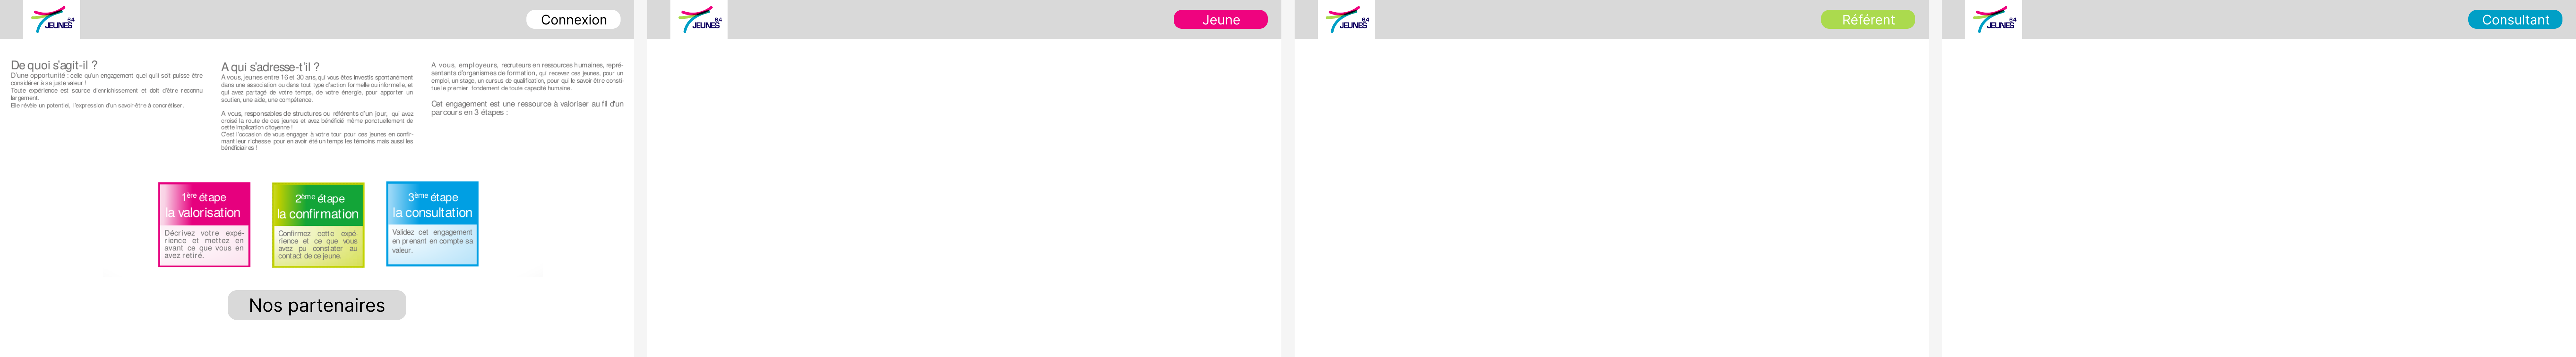 64
JEUNES
Connexion
De quoi s'agit-il ?
D'une opportunité : celle qu'un engagement quel qu'il soit puisse être
considérer à sa juste valeur !
Toute expérience est source d'enrichissement et doit d'être reconnu
largement.
Elle révèle un potentiel, l'expression d'un savoir-être à concrétiser.
A qui s'adresse-t'il ?
A vous, jeunes entre 16 et 30 ans, qui vous êtes investis spontanément
dans une association ou dans tout type d'action formelle ou informelle, et
qui avez partagé de votre temps, de votre énergie, pour apporter un
soutien, une aide, une compétence.
A vous, responsables de structures ou référents d'un jour, qui avez
croisé la route de ces jeunes et avez bénéficié même ponctuellement de
cette implication citoyenne !
C'est l'occasion de vous engager à votre tour pour ces jeunes en confir-
mant leur richesse pour en avoir été un temps les témoins mais aussi les
bénéficiaires !
A vous, employeurs, recruteurs en ressources humaines, repré-
sentants d'organismes de formation, qui recevez ces jeunes, pour un
emploi, un stage, un cursus de qualification, pour qui le savoir être consti-
tue le premier fondement de toute capacité humaine.
Cet engagement est une ressource à valoriser au fil d'un
parcours en 3 étapes :
1ère étape
la valorisation
Décrivez votre expé-
rience et mettez en
avant ce que vous en
avez retiré.
2ème étape
la confirmation
Confirmez cette expé-
rience et ce que vous
avez pu constater au
contact de ce jeune.
3ème étape
la consultation
Validez cet engagement
en prenant en compte sa
valeur.
Nos partenaires
64
JEUNES
Jeune
64
JEUNES
Référent
64
JEUNES
Consultant